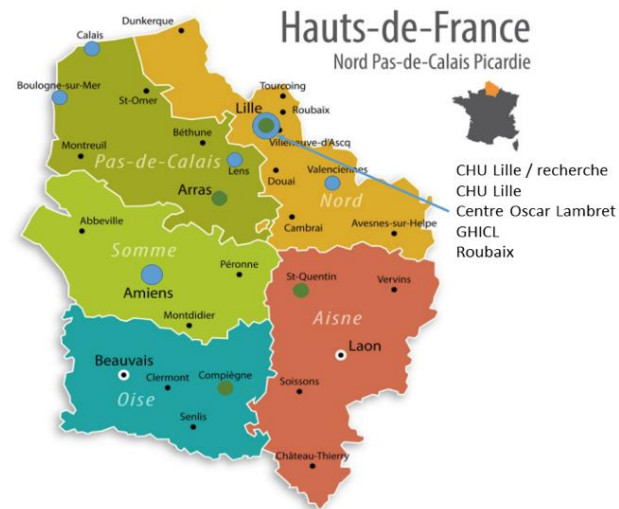 Hauts-de-France
Nord Pas-de-Calais Picardie
Dunkerque
Calais
Boulogne-sur-Mer
St-Omer
Tourcoing
Lille
Roubaix
Villeneuve-d'Ascq
Béthune
Montreuil
Pas-de-Calais
Lens
Douai
Valenciennes
Arras
Nord
Cambrai
Avesnes-sur-Helpe
CHU Lille / recherche
CHU Lille
Centre Oscar Lambret
GHICL
Roubaix
Abbeville
Somme
Péronne
Amiens
St-Quentin
Vervins
Montdidier
Aisne
Beauvais
Laon
Clermont
Compiègne
Soissons
Oise
Senlis
Château-Thierry